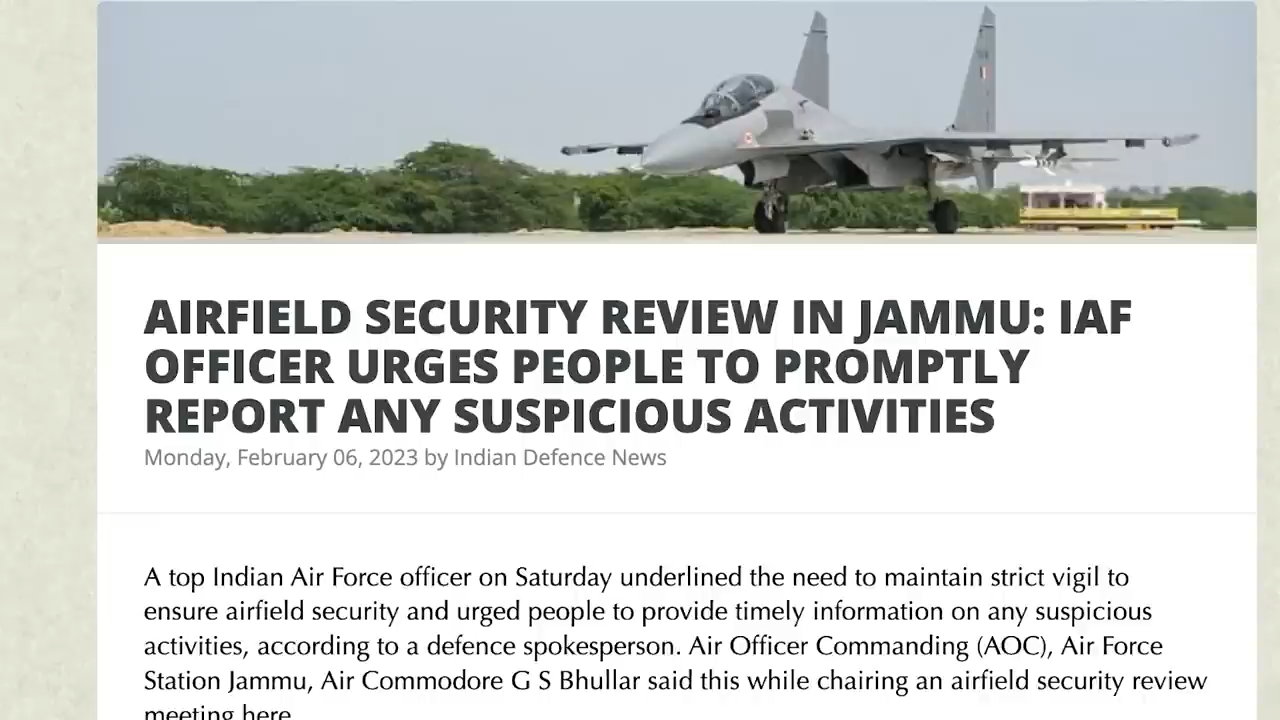 AIRFIELD SECURITY REVIEW IN JAMMU: IAF
OFFICER URGES PEOPLE TO PROMPTLY
REPORT ANY SUSPICIOUS ACTIVITIES
Monday, February 06, 2023 by Indian Defence News
A top Indian Air Force officer on Saturday underlined the need to maintain strict vigil to
ensure airfield security and urged people to provide timely information on any suspicious
activities, according to a defence spokesperson. Air Officer Commanding (AOC), Air Force
Station Jammu, Air Commodore G S Bhullar said this while chairing an airfield security review
meeting here